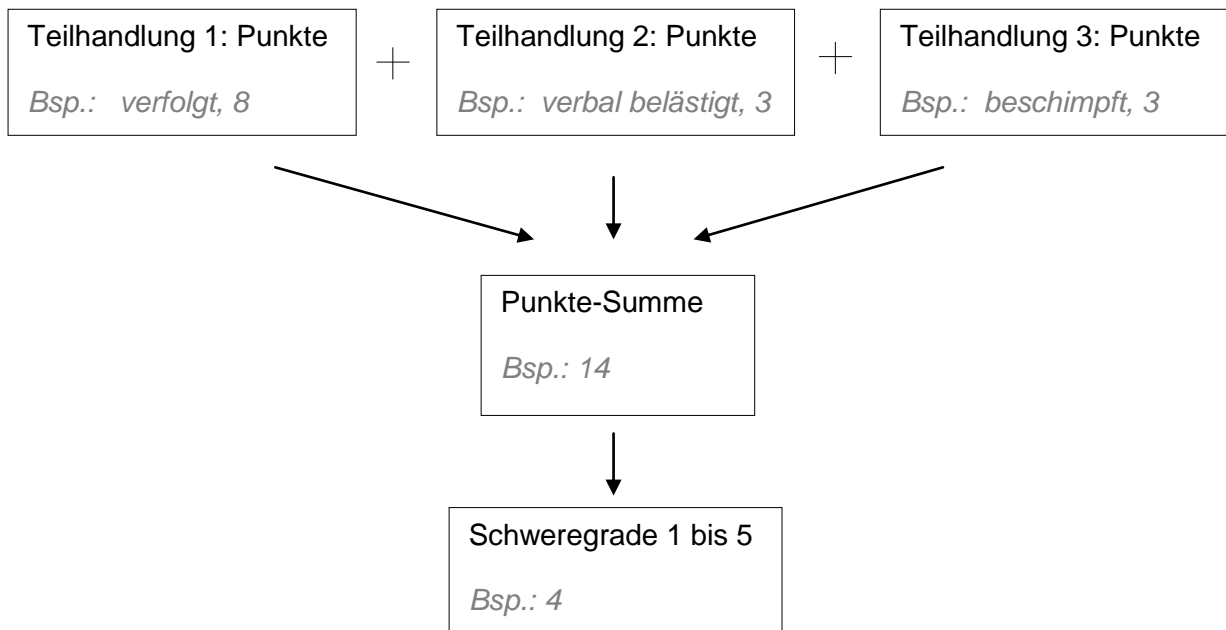 Teilhandlung 1: Punkte
Bsp.: verfolgt, 8
+
Teilhandlung 2: Punkte
Bsp.: verbal belästigt, 3
+
Teilhandlung 3: Punkte
Bsp.: beschimpft, 3
Punkte-Summe
Bsp.: 14
Schweregrade 1 bis 5
Bsp.: 4